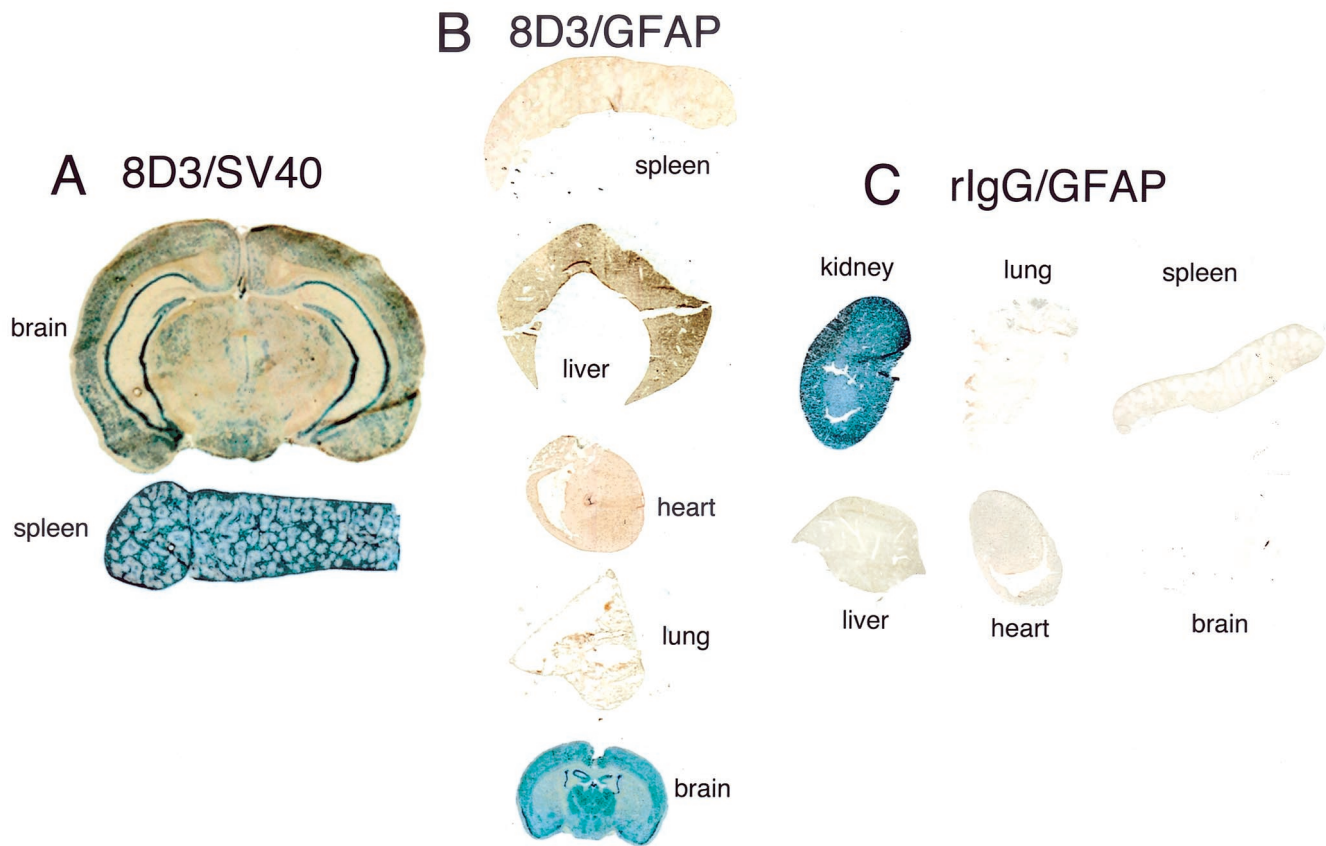 A 8D3/SV40
brain
spleen
B 8D3/GFAP
spleen
liver
heart
lung
brain
C rIgG/GFAP
kidney lung spleen
liver heart brain